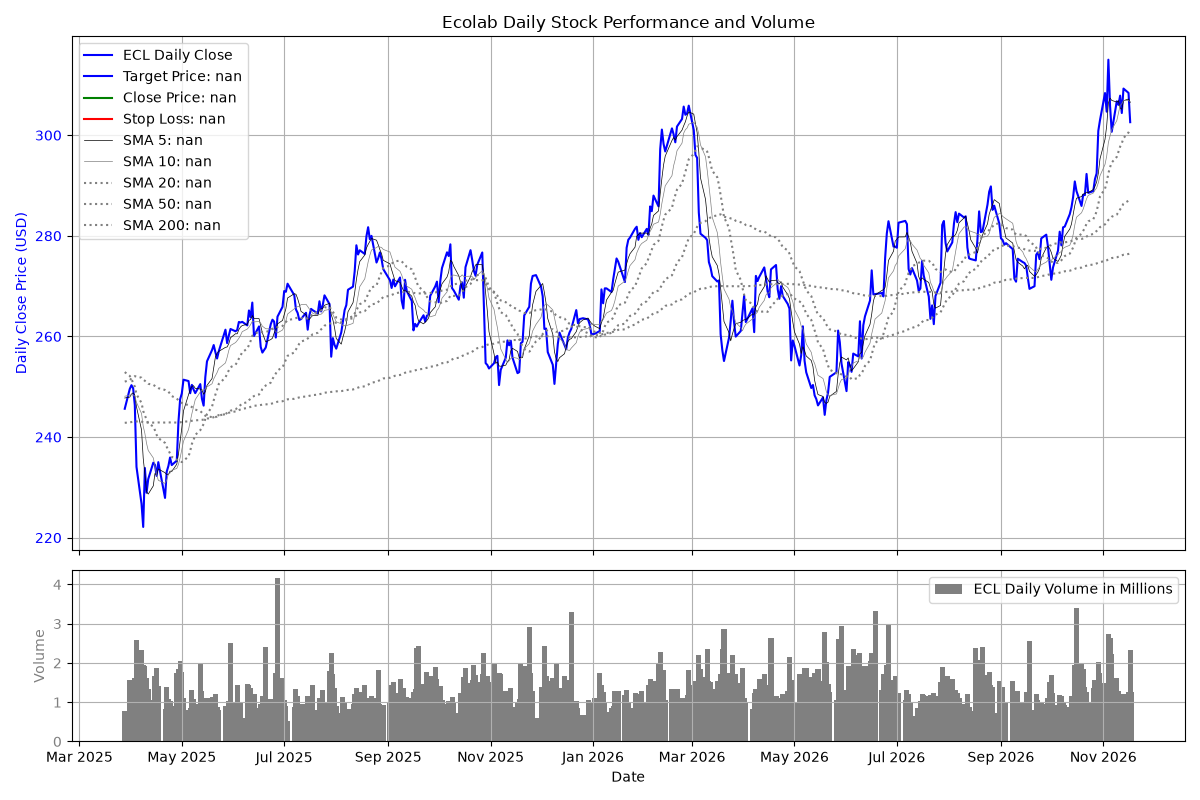 Ecolab Daily Stock Performance and Volume
ECL Daily Close
Target Price: nan
Close Price: nan
Stop Loss: nan
SMA 5: nan
SMA 10: nan
SMA 20: nan
SMA 50: nan
SMA 200: nan
Daily Close Price (USD)
300
280
260
240
220
ECL Daily Volume in Millions
Volume
4
3
2
1
0
Mar 2025 May 2025 Jul 2025 Sep 2025 Nov 2025 Jan 2026 Mar 2026 May 2026 Jul 2026 Sep 2026 Nov 2026
Date